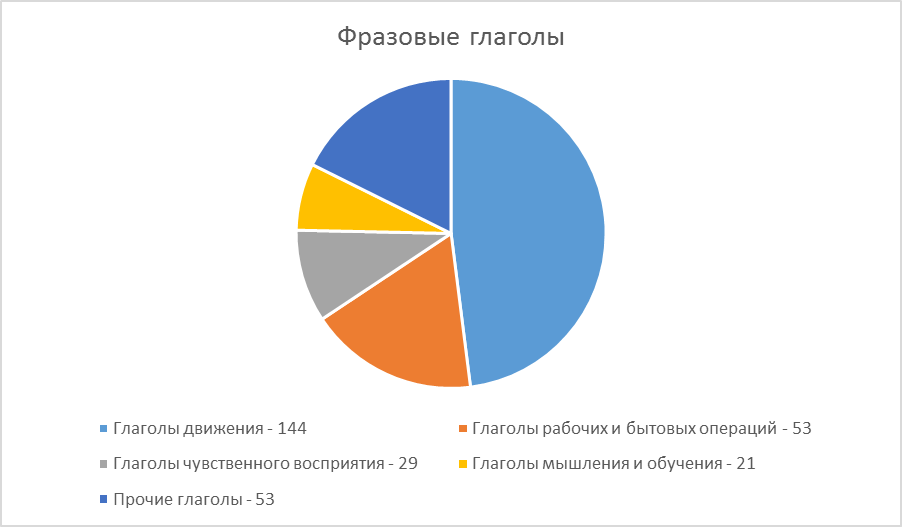 Фразовые глаголы
Глаголы движения - 144
Глаголы рабочих и бытовых операций - 53
Глаголы чувственного восприятия - 29
Глаголы мышления и обучения - 21
Прочие глаголы - 53